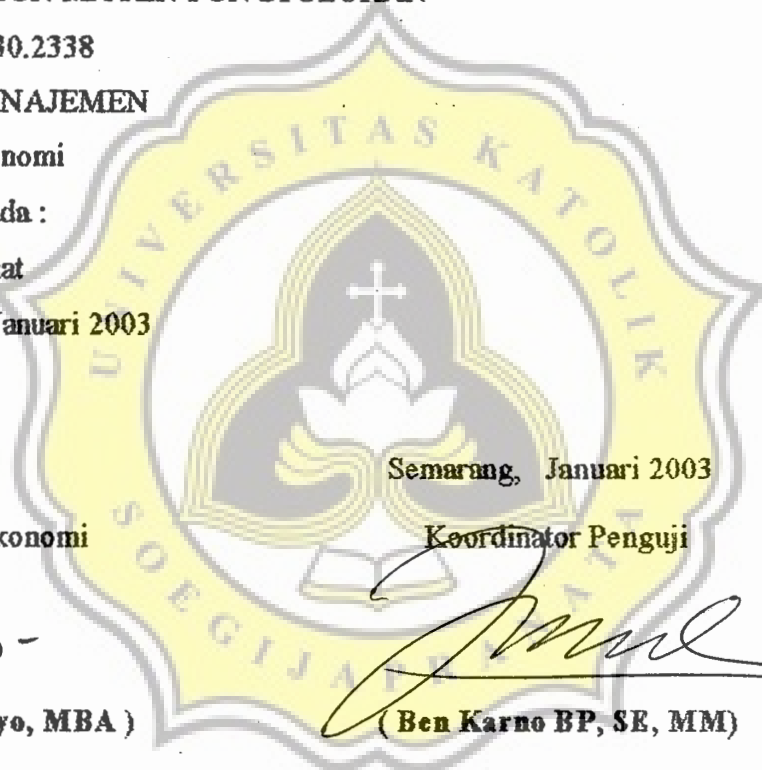 30.2338
NAJEMEN
nomi
da :
at
Januari 2003
UNIVERSITAS KATOLIK
SOEGIJAPRANATA
Semarang, Januari 2003
konomi Koordinator Penguji
yo, MBA ) ( Ben Karno BP, SE, MM)